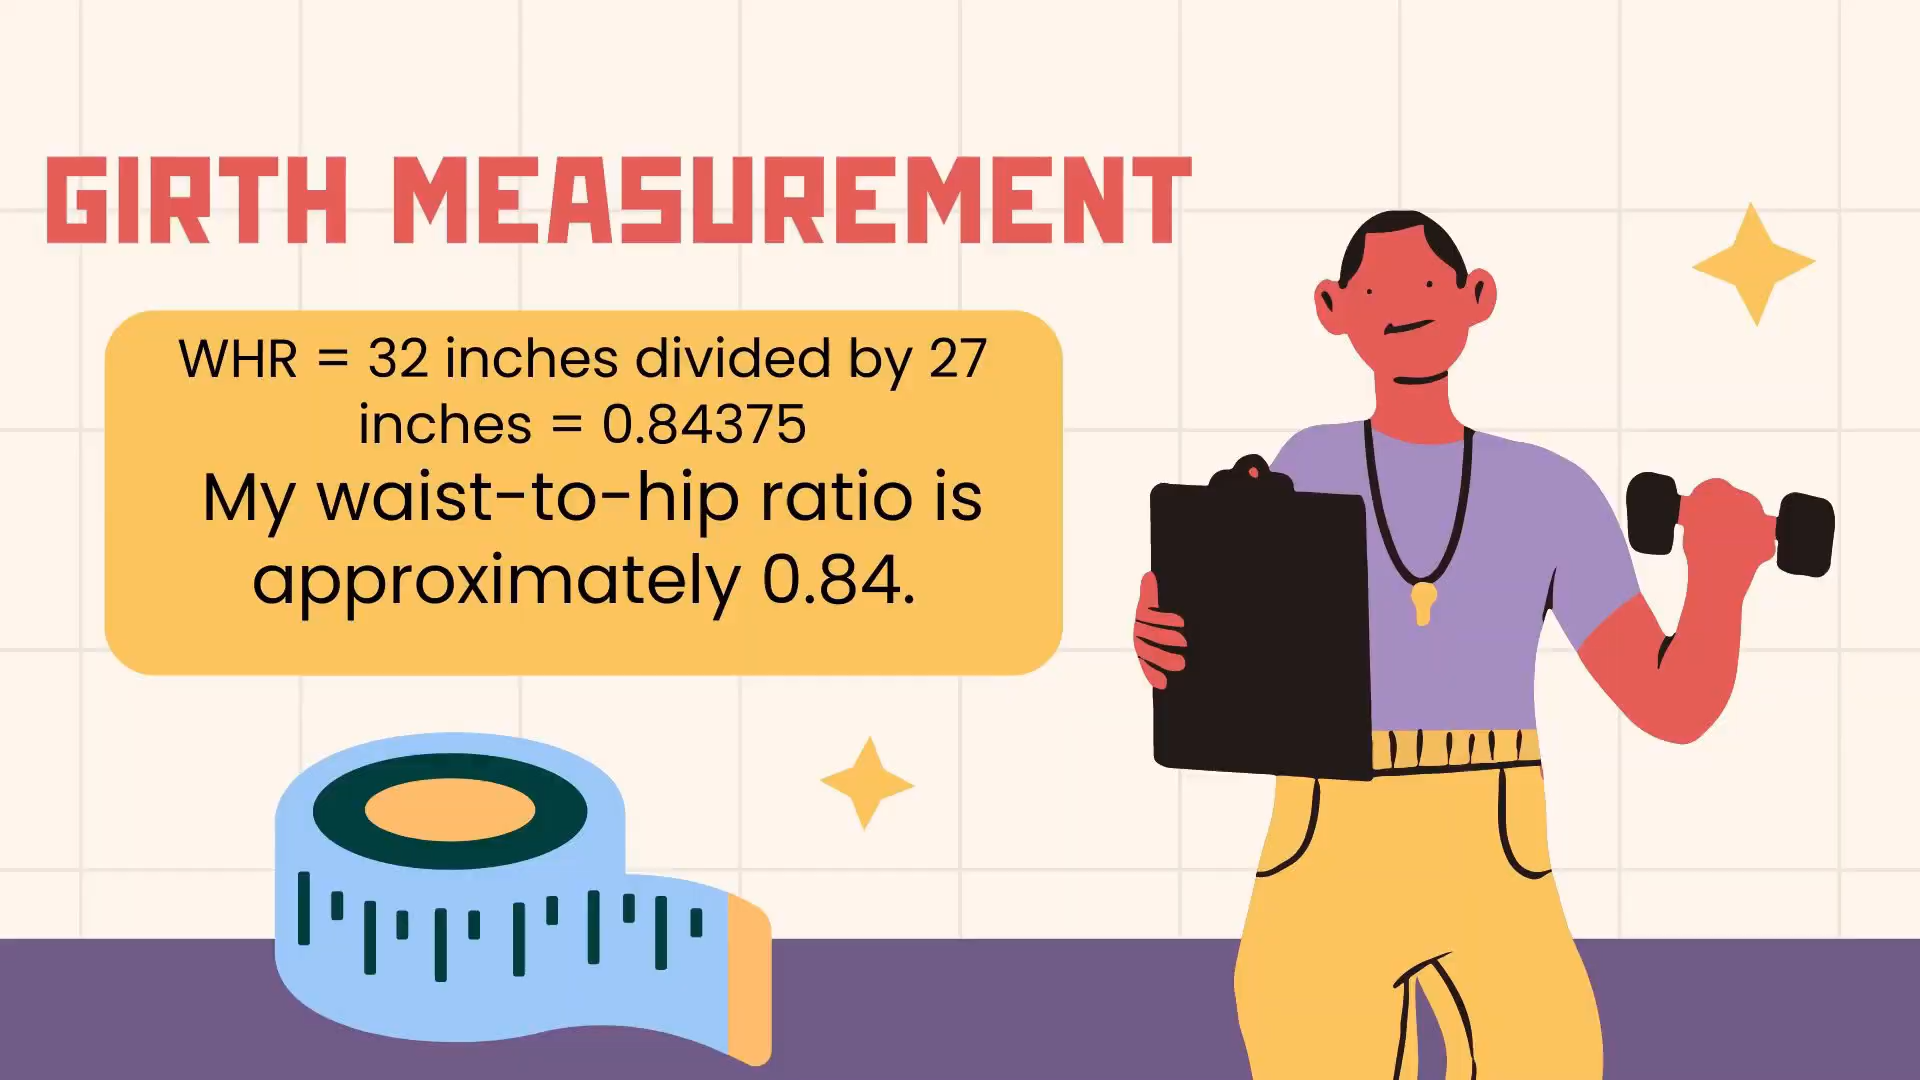 GIRTH MEASUREMENT
WHR = 32 inches divided by 27
inches = 0.84375
My waist-to-hip ratio is
approximately 0.84.